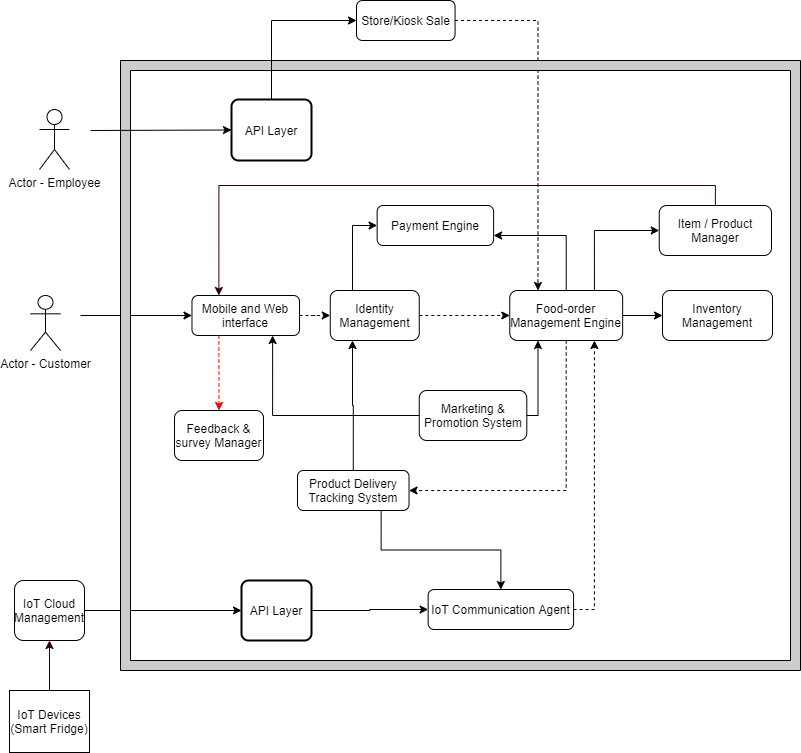 Store/Kiosk Sale
API Layer
Actor - Employee
Payment Engine
Item / Product
Manager
Mobile and Web
interface
Identity
Management
Food-order
Management Engine
Inventory
Management
Actor - Customer
Feedback &
survey Manager
Marketing &
Promotion System
Product Delivery
Tracking System
IoT Cloud
Management
API Layer
IoT Communication Agent
IoT Devices
(Smart Fridge)